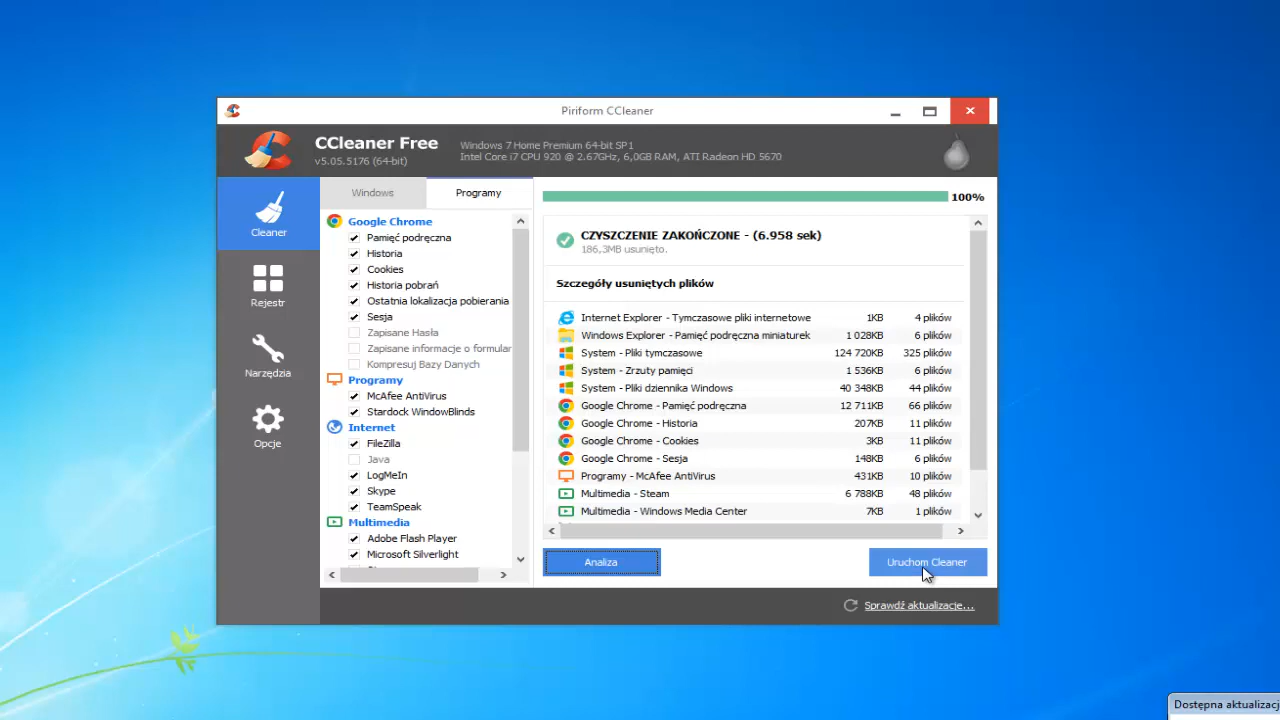 Piriform CCleaner
CCleaner Free
v5.05.5176 (64-bit)
Windows 7 Home Premium 64-bit SP1
Intel Core i7 CPU 920 @ 2.67GHz, 6,0GB RAM, ATI Radeon HD 5670
Cleaner
Rejestr
Narzędzia
Opcje
Windows
Programy
Google Chrome
Pamięć podręczna
Historia
Cookies
Historia pobrań
Ostatnia lokalizacja pobierania
Sesja
Zapisane Hasła
Zapisane informacje o formular
Kompresuj Bazy Danych
Programy
McAfee AntiVirus
Stardock WindowBlinds
Internet
FileZilla
Java
LogMeIn
Skype
TeamSpeak
Multimedia
Adobe Flash Player
Microsoft Silverlight
100%
CZYSZCZENIE ZAKOŃCZONE - (6.958 sek)
186,3MB usunięto.
Szczegóły usuniętych plików
Internet Explorer - Tymczasowe pliki internetowe 1KB 4 plików
Windows Explorer - Pamięć podręczna miniaturek 1 028KB 6 plików
System - Pliki tymczasowe 124 720KB 325 plików
System - Zrzuty pamięci 1 536KB 6 plików
System - Pliki dziennika Windows 40 348KB 44 plików
Google Chrome - Pamięć podręczna 12 711KB 66 plików
Google Chrome - Historia 207KB 11 plików
Google Chrome - Cookies 3KB 11 plików
Google Chrome - Sesja 148KB 6 plików
Programy - McAfee AntiVirus 431KB 10 plików
Multimedia - Steam 6 788KB 48 plików
Multimedia - Windows Media Center 7KB 1 plików
Analiza
Uruchom Cleaner
Sprawdź aktualizacje...
Dostępna aktualizacj